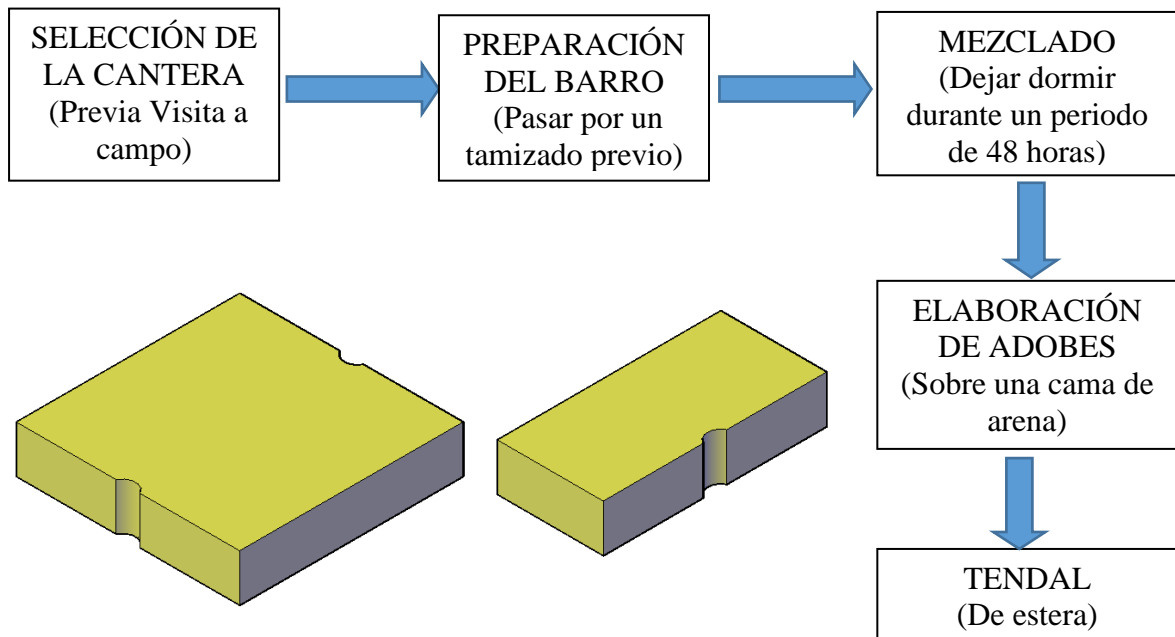 SELECCIÓN DE
LA CANTERA
(Previa Visita a
campo)
PREPARACIÓN
DEL BARRO
(Pasar por un
tamizado previo)
MEZCLADO
(Dejar dormir
durante un periodo
de 48 horas)
ELABORACIÓN
DE ADOBES
(Sobre una cama de
arena)
TENDAL
(De estera)